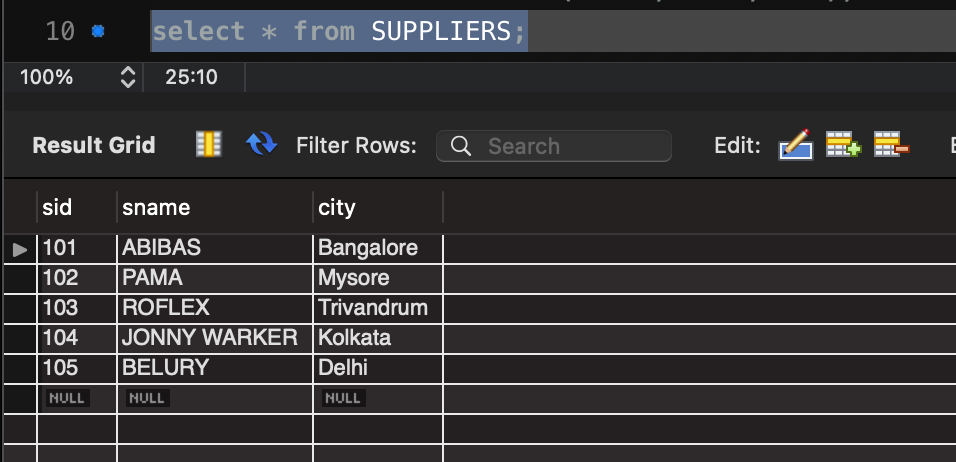 10 select * from SUPPLIERS;
100% 25:10
Result Grid Filter Rows: Search Edit:
sid sname city
101 ABIBAS Bangalore
102 PAMA Mysore
103 ROFLEX Trivandrum
104 JONNY WARKER Kolkata
105 BELURY Delhi
NULL NULL NULL